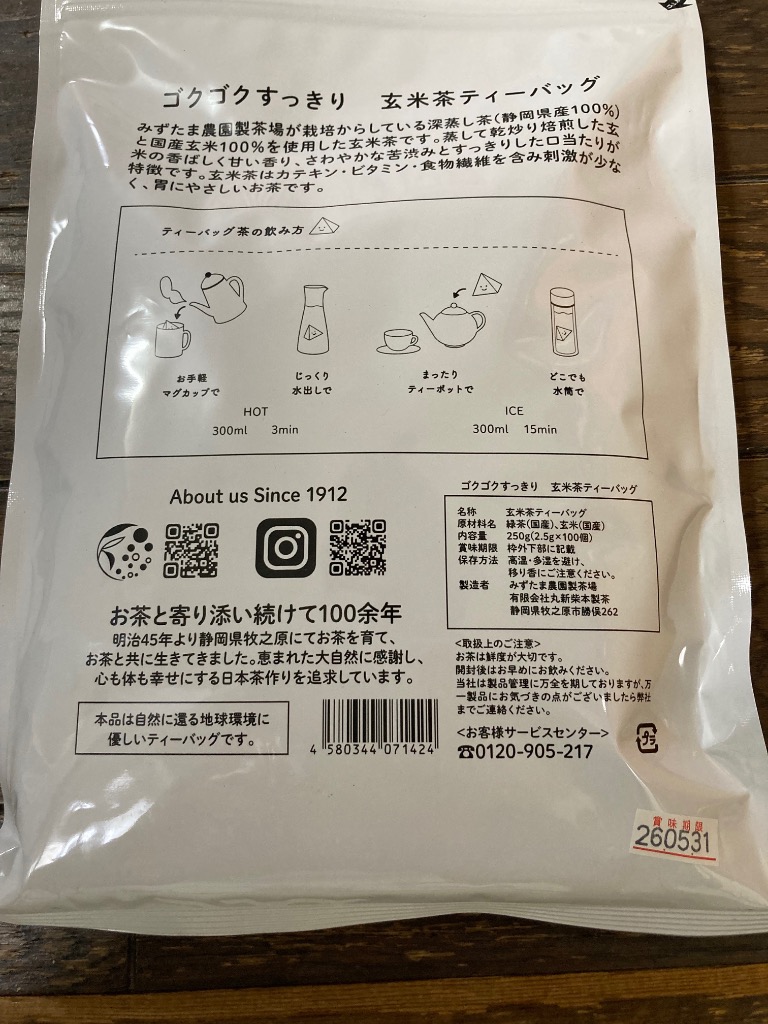 ゴクゴクすっきり 玄米茶ティーバッグ
みずたま農園製茶場が栽培からしている深蒸し茶(静岡県産100%)
と国産玄米100%を使用した玄米茶です。蒸して乾炒り焙煎した玄
米の香ばしく甘い香り、さわやかな苦渋みとすっきりした口当たりが
特徴です。玄米茶はカテキン・ビタミン・食物繊維を含み刺激が少な
く、胃にやさしいお茶です。
ティーバッグ茶の飲み方
お手軽
マグカップで
じっくり
水出しで
まったり
ティーポットで
どこでも
水筒で
HOT
300ml 3min
ICE
300ml 15min
About us Since 1912
お茶と寄り添い続けて100余年
明治45年より静岡県牧之原にてお茶を育て、
お茶と共に生きてきました。恵まれた大自然に感謝し、
心も体も幸せにする日本茶作りを追求しています。
本品は自然に還る地球環境に
優しいティーバッグです。
4 580344 071424
ゴクゴクすっきり 玄米茶ティーバッグ
名称 玄米茶ティーバッグ
原材料名 緑茶(国産)、玄米(国産)
内容量 250g(2.5g×100個)
賞味期限 枠外下部に記載
保存方法 高温・多湿を避け、
移り香にご注意ください。
製造者 みずたま農園製茶場
有限会社丸新柴本製茶
静岡県牧之原市勝俣262
<取扱上のご注意>
お茶は鮮度が大切です。
開封後はお早めにお飲みください。
当社は製品管理に万全を期しておりますが、万
一製品にお気づきの点がございましたら弊社
までご連絡ください。
<お客様サービスセンター>
☎0120-905-217
プラ
賞味期限
260531